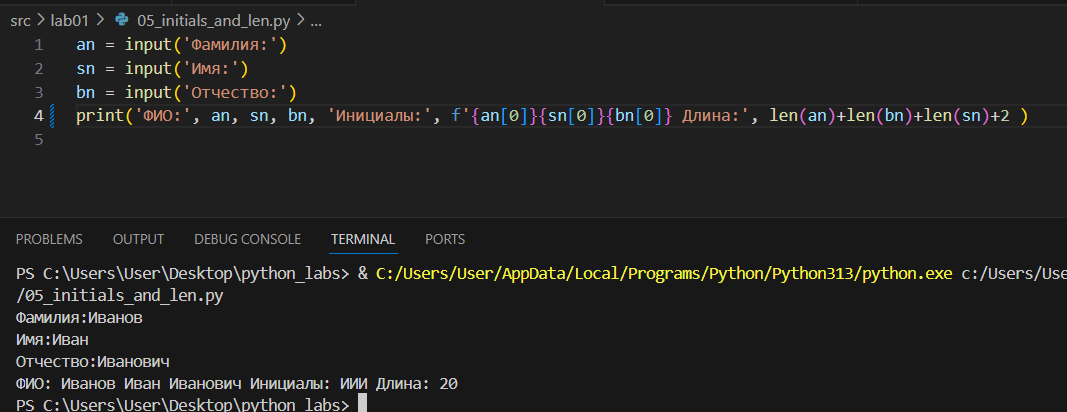 src > lab01 > 05_initials_and_len.py > ...
1 an = input('Фамилия:')
2 sn = input('Имя:')
3 bn = input('Отчество:')
4 print('ФИО:', an, sn, bn, 'Инициалы:', f'{an[0]}{sn[0]}{bn[0]} Длина:', len(an)+len(bn)+len(sn)+2 )
5
PROBLEMS OUTPUT DEBUG CONSOLE TERMINAL PORTS
PS C:\Users\User\Desktop\python_labs> & C:/Users/User/AppData/Local/Programs/Python/Python313/python.exe c:/Users/Use
/05_initials_and_len.py
Фамилия:Иванов
Имя:Иван
Отчество:Иванович
ФИО: Иванов Иван Иванович Инициалы: ИИИ Длина: 20
PS C:\Users\User\Desktop\python_labs>